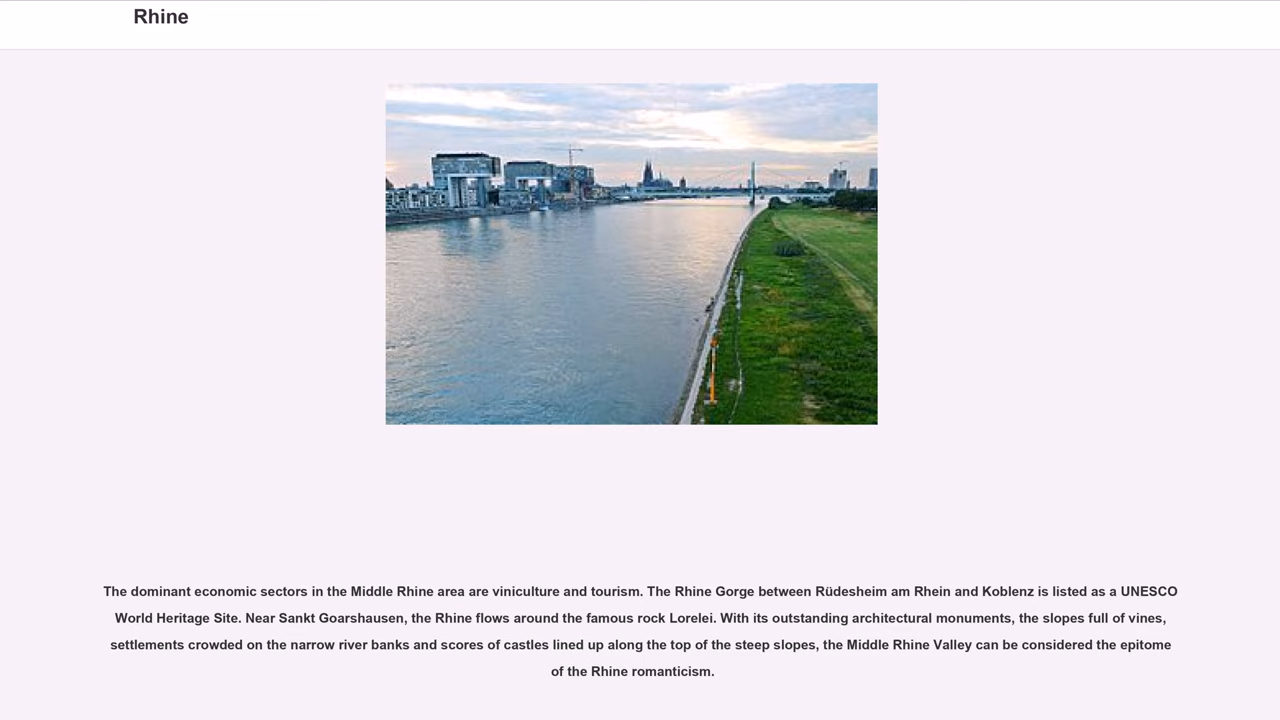 Rhine
The dominant economic sectors in the Middle Rhine area are viniculture and tourism. The Rhine Gorge between Rüdesheim am Rhein and Koblenz is listed as a UNESCO
World Heritage Site. Near Sankt Goarshausen, the Rhine flows around the famous rock Lorelei. With its outstanding architectural monuments, the slopes full of vines,
settlements crowded on the narrow river banks and scores of castles lined up along the top of the steep slopes, the Middle Rhine Valley can be considered the epitome
of the Rhine romanticism.